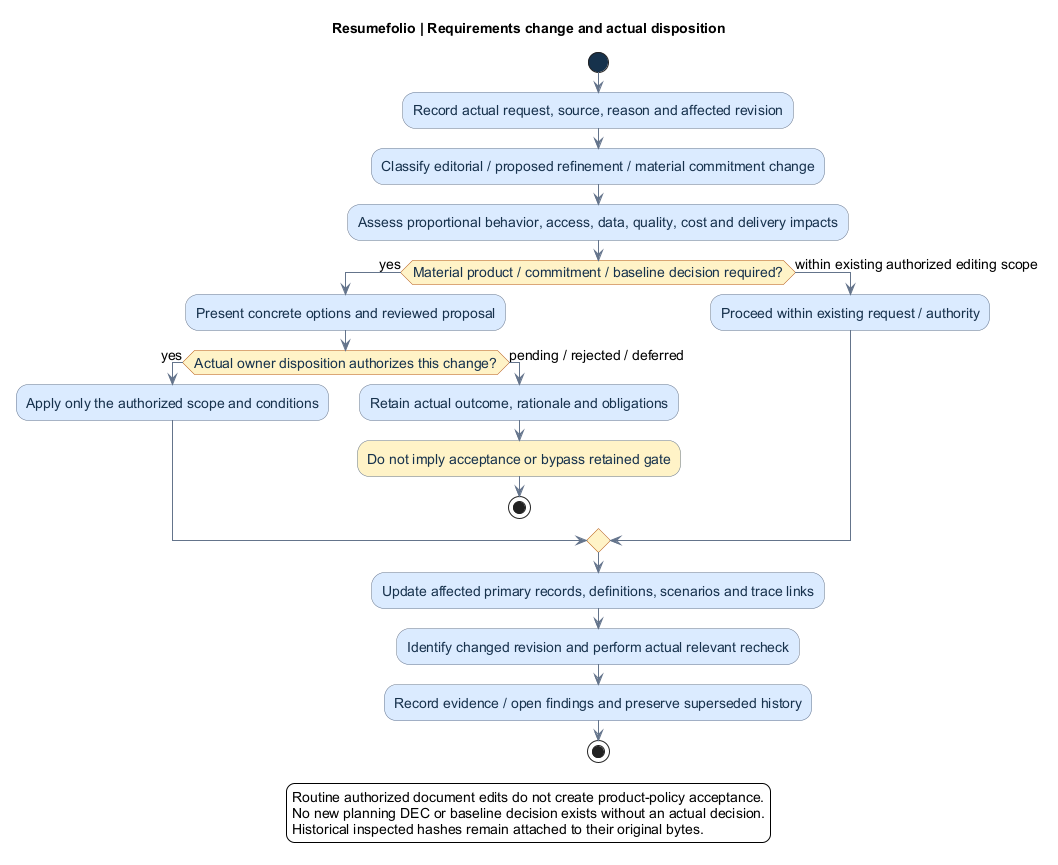 Resumefolio | Requirements change and actual disposition
Record actual request, source, reason and affected revision
Classify editorial / proposed refinement / material commitment change
Assess proportional behavior, access, data, quality, cost and delivery impacts
yes
Material product / commitment / baseline decision required?
within existing authorized editing scope
Present concrete options and reviewed proposal
Proceed within existing request / authority
yes
Actual owner disposition authorizes this change?
pending / rejected / deferred
Apply only the authorized scope and conditions
Retain actual outcome, rationale and obligations
Do not imply acceptance or bypass retained gate
Update affected primary records, definitions, scenarios and trace links
Identify changed revision and perform actual relevant recheck
Record evidence / open findings and preserve superseded history
Routine authorized document edits do not create product-policy acceptance.
No new planning DEC or baseline decision exists without an actual decision.
Historical inspected hashes remain attached to their original bytes.